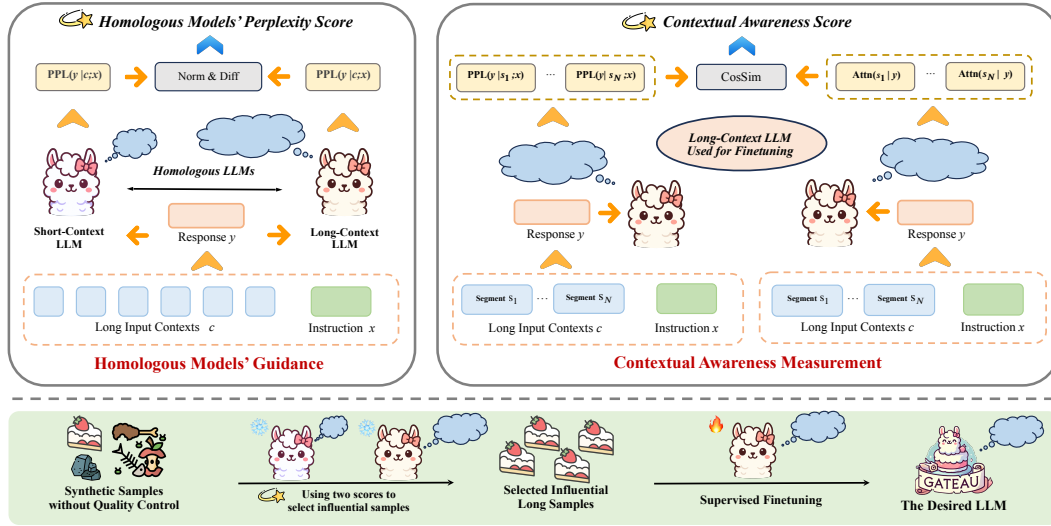 Homologous Models' Perplexity Score
PPL(y |c;x)
Norm & Diff
PPL(y |c;x)
Homologous LLMs
Short-Context
LLM
Response y
Long-Context
LLM
Long Input Contexts c
Instruction x
Homologous Models' Guidance
Contextual Awareness Score
PPL(y |s1 ;x)
...
PPL(y| sN ;x)
CosSim
Attn(s1 | y)
...
Attn(sN | y)
Long-Context LLM
Used for Finetuning
Response y
Response y
Segment S1
...
Segment SN
Long Input Contexts c
Instruction x
Segment S1
...
Segment SN
Long Input Contexts c
Instruction x
Contextual Awareness Measurement
Synthetic Samples
without Quality Control
Using two scores to
select influential samples
Selected Influential
Long Samples
Supervised Finetuning
GATEAU
The Desired LLM